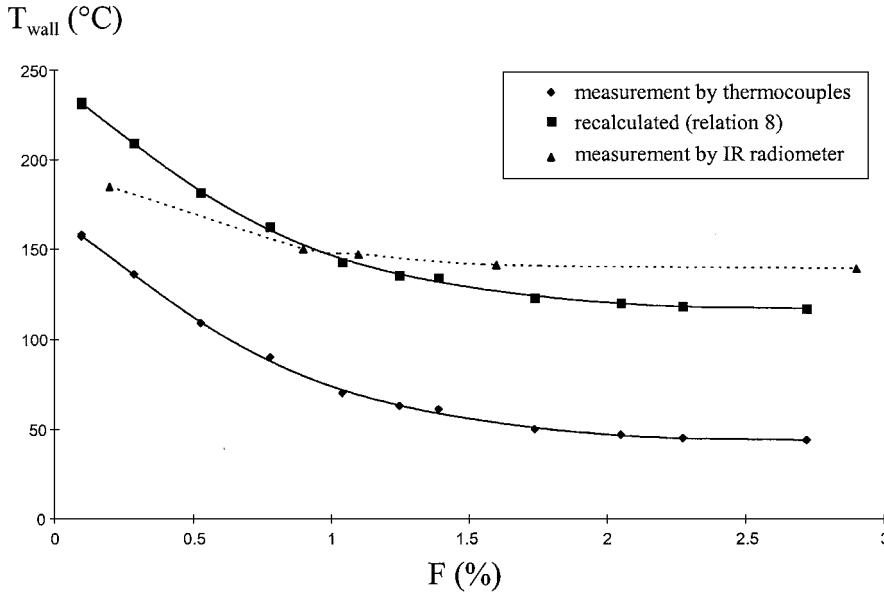 T_wall (°C)
250
200
150
100
50
0
measurement by thermocouples
recalculated (relation 8)
measurement by IR radiometer
0
0.5
1
1.5
2
2.5
3
F (%)